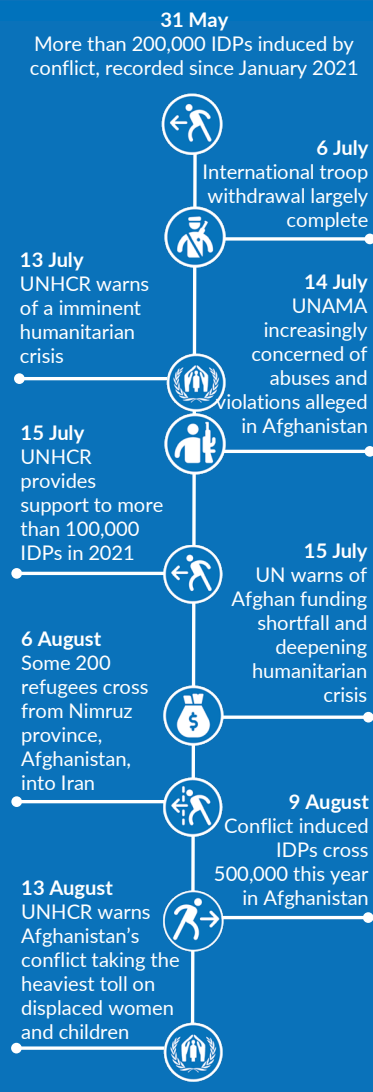 31 May
More than 200,000 IDPs induced by
conflict, recorded since January 2021
6 July
International troop
withdrawal largely
complete
13 July
UNHCR warns
of a imminent
humanitarian
crisis
14 July
UNAMA
increasingly
concerned of
abuses and
violations alleged
in Afghanistan
15 July
UNHCR
provides
support to more
than 100,000
IDPs in 2021
15 July
UN warns of
Afghan funding
shortfall and
deepening
humanitarian
crisis
6 August
Some 200
refugees cross
from Nimruz
province,
Afghanistan,
into Iran
9 August
Conflict induced
IDPs cross
500,000 this year
in Afghanistan
13 August
UNHCR warns
Afghanistan’s
conflict taking the
heaviest toll on
displaced women
and children